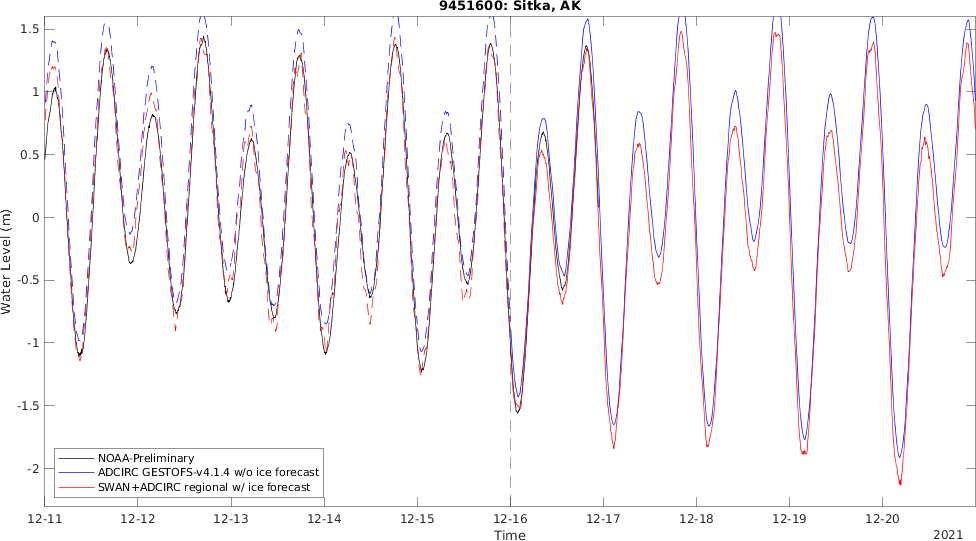 9451600: Sitka, AK
1.5
1
0.5
0
-0.5
-1
-1.5
-2
Water Level (m)
NOAA-Preliminary
ADCIRC GESTOFS-v4.1.4 w/o ice forecast
SWAN+ADCIRC regional w/ ice forecast
12-11 12-12 12-13 12-14 12-15 12-16 12-17 12-18 12-19 12-20
Time
2021